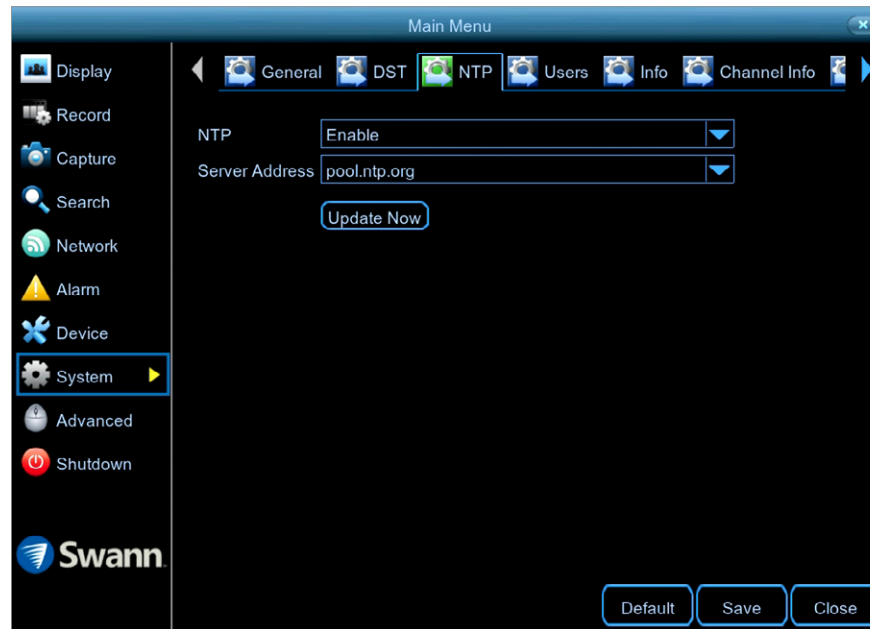 Main Menu
Display
Record
Capture
Search
Network
Alarm
Device
System
Advanced
Shutdown
Swann
General DST NTP Users Info Channel Info
NTP Enable
Server Address pool.ntp.org
Update Now
Default Save Close